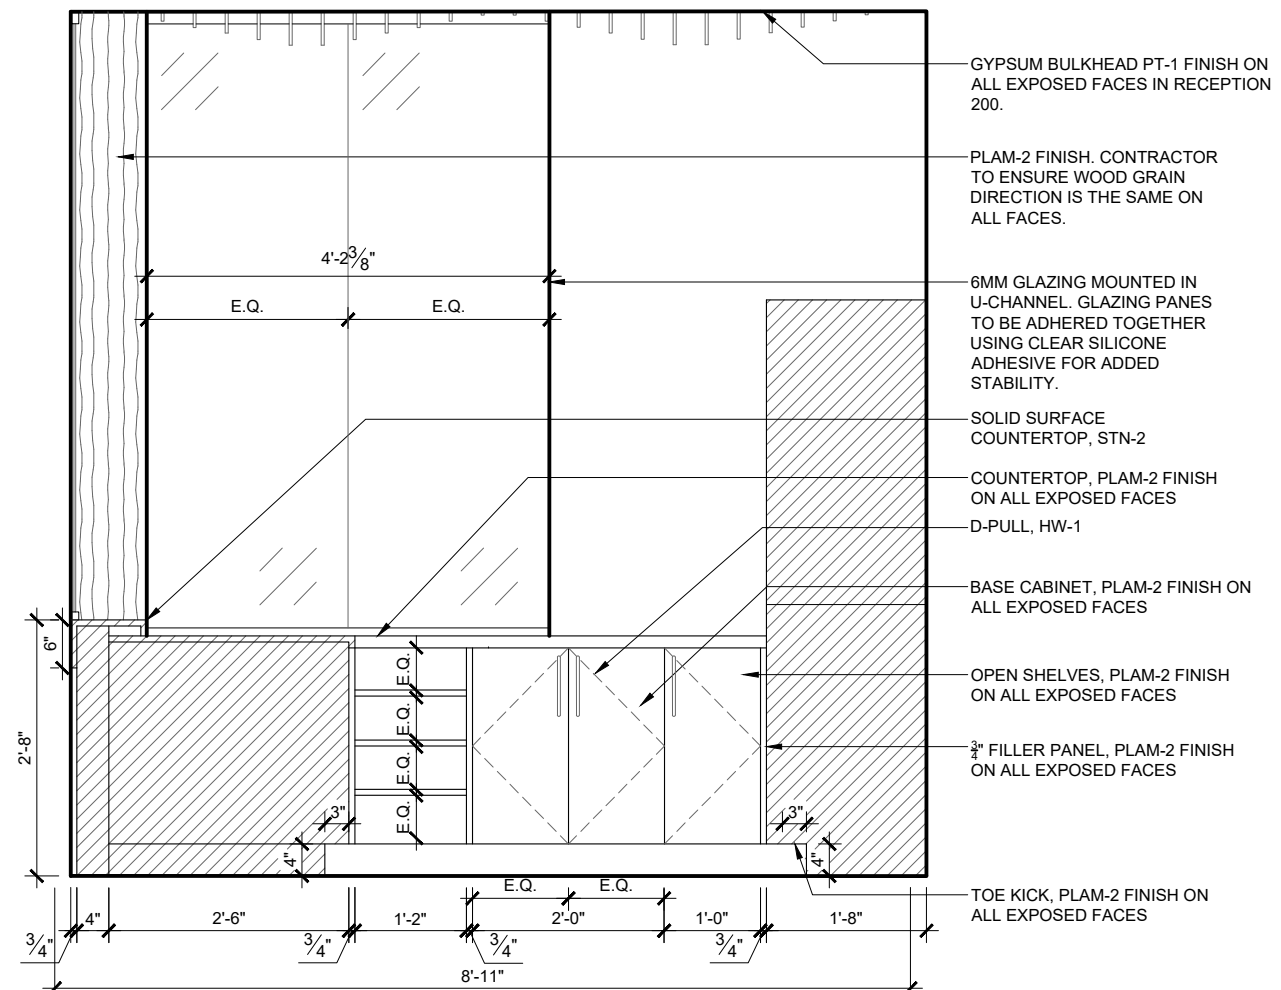 GYPSUM BULKHEAD PT-1 FINISH ON
ALL EXPOSED FACES IN RECEPTION
200.
PLAM-2 FINISH. CONTRACTOR
TO ENSURE WOOD GRAIN
DIRECTION IS THE SAME ON
ALL FACES.
4'-2 3/8"
E.Q.
E.Q.
6MM GLAZING MOUNTED IN
U-CHANNEL. GLAZING PANES
TO BE ADHERED TOGETHER
USING CLEAR SILICONE
ADHESIVE FOR ADDED
STABILITY.
SOLID SURFACE
COUNTERTOP, STN-2
COUNTERTOP, PLAM-2 FINISH
ON ALL EXPOSED FACES
D-PULL, HW-1
BASE CABINET, PLAM-2 FINISH ON
ALL EXPOSED FACES
OPEN SHELVES, PLAM-2 FINISH
ON ALL EXPOSED FACES
3/4" FILLER PANEL, PLAM-2 FINISH
ON ALL EXPOSED FACES
TOE KICK, PLAM-2 FINISH ON
ALL EXPOSED FACES
6"
2'-8"
E.Q.
E.Q.
E.Q.
E.Q.
3"
4"
3"
4"
E.Q.
E.Q.
4"
2'-6"
1'-2"
2'-0"
1'-0"
1'-8"
3/4"
3/4"
3/4"
3/4"
8'-11"